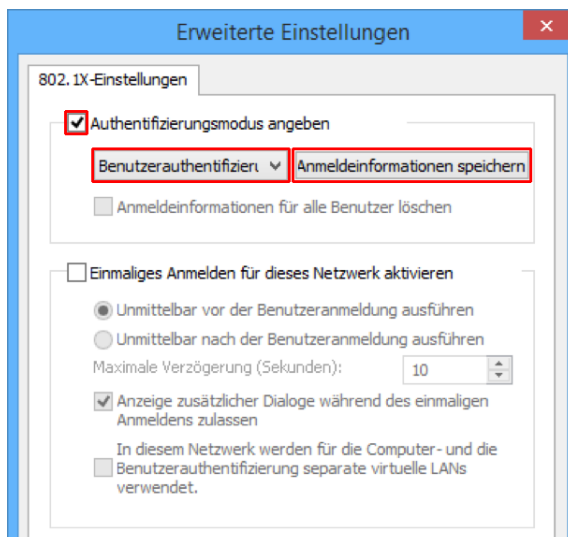 Erweiterte Einstellungen
802.1X-Einstellungen
Authentifizierungsmodus angeben
Benutzerauthentifizieru Anmeldeinformationen speichern
Anmeldeinformationen für alle Benutzer löschen
Einmaliges Anmelden für dieses Netzwerk aktivieren
Unmittelbar vor der Benutzeranmeldung ausführen
Unmittelbar nach der Benutzeranmeldung ausführen
Maximale Verzögerung (Sekunden): 10
Anzeige zusätzlicher Dialoge während des einmaligen
Anmeldens zulassen
In diesem Netzwerk werden für die Computer- und die
Benutzerauthentifizierung separate virtuelle LANs
verwendet.